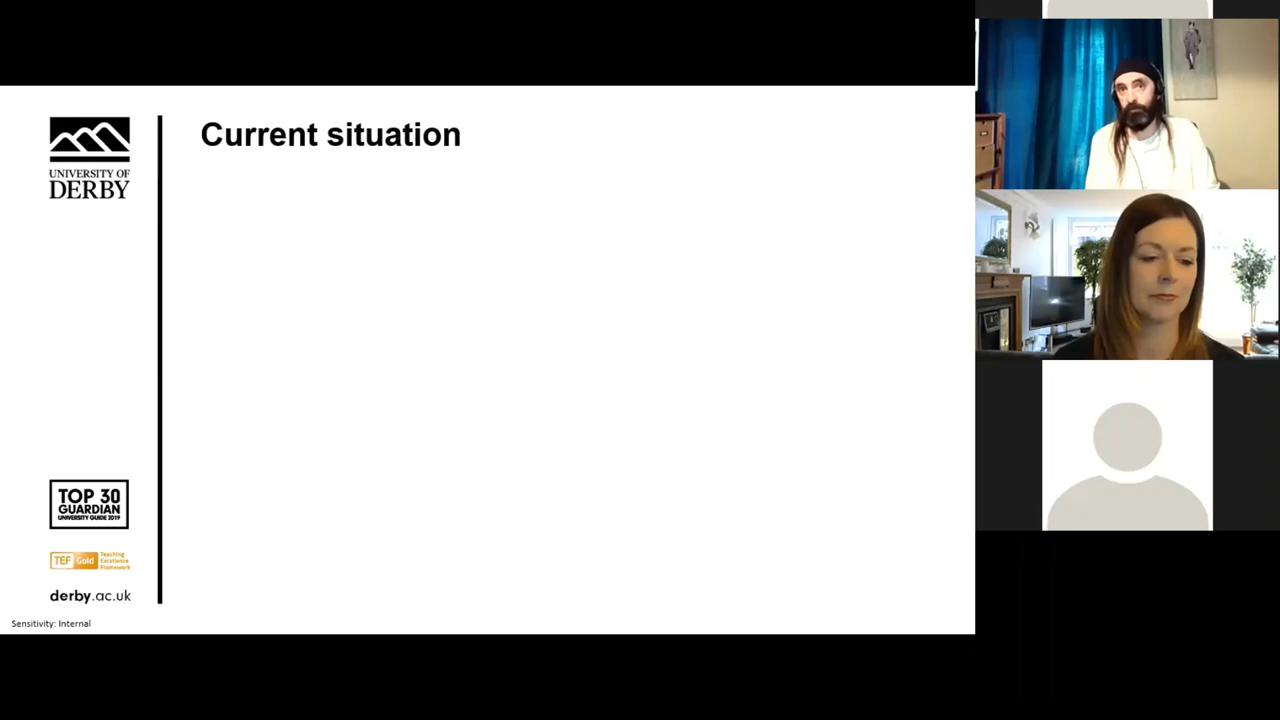 Current situation
UNIVERSITY OF
DERBY
TOP 30
GUARDIAN
UNIVERSITY GUIDE 2019
TEF Gold
Teaching
Excellence
Framework
derby.ac.uk
Sensitivity: Internal